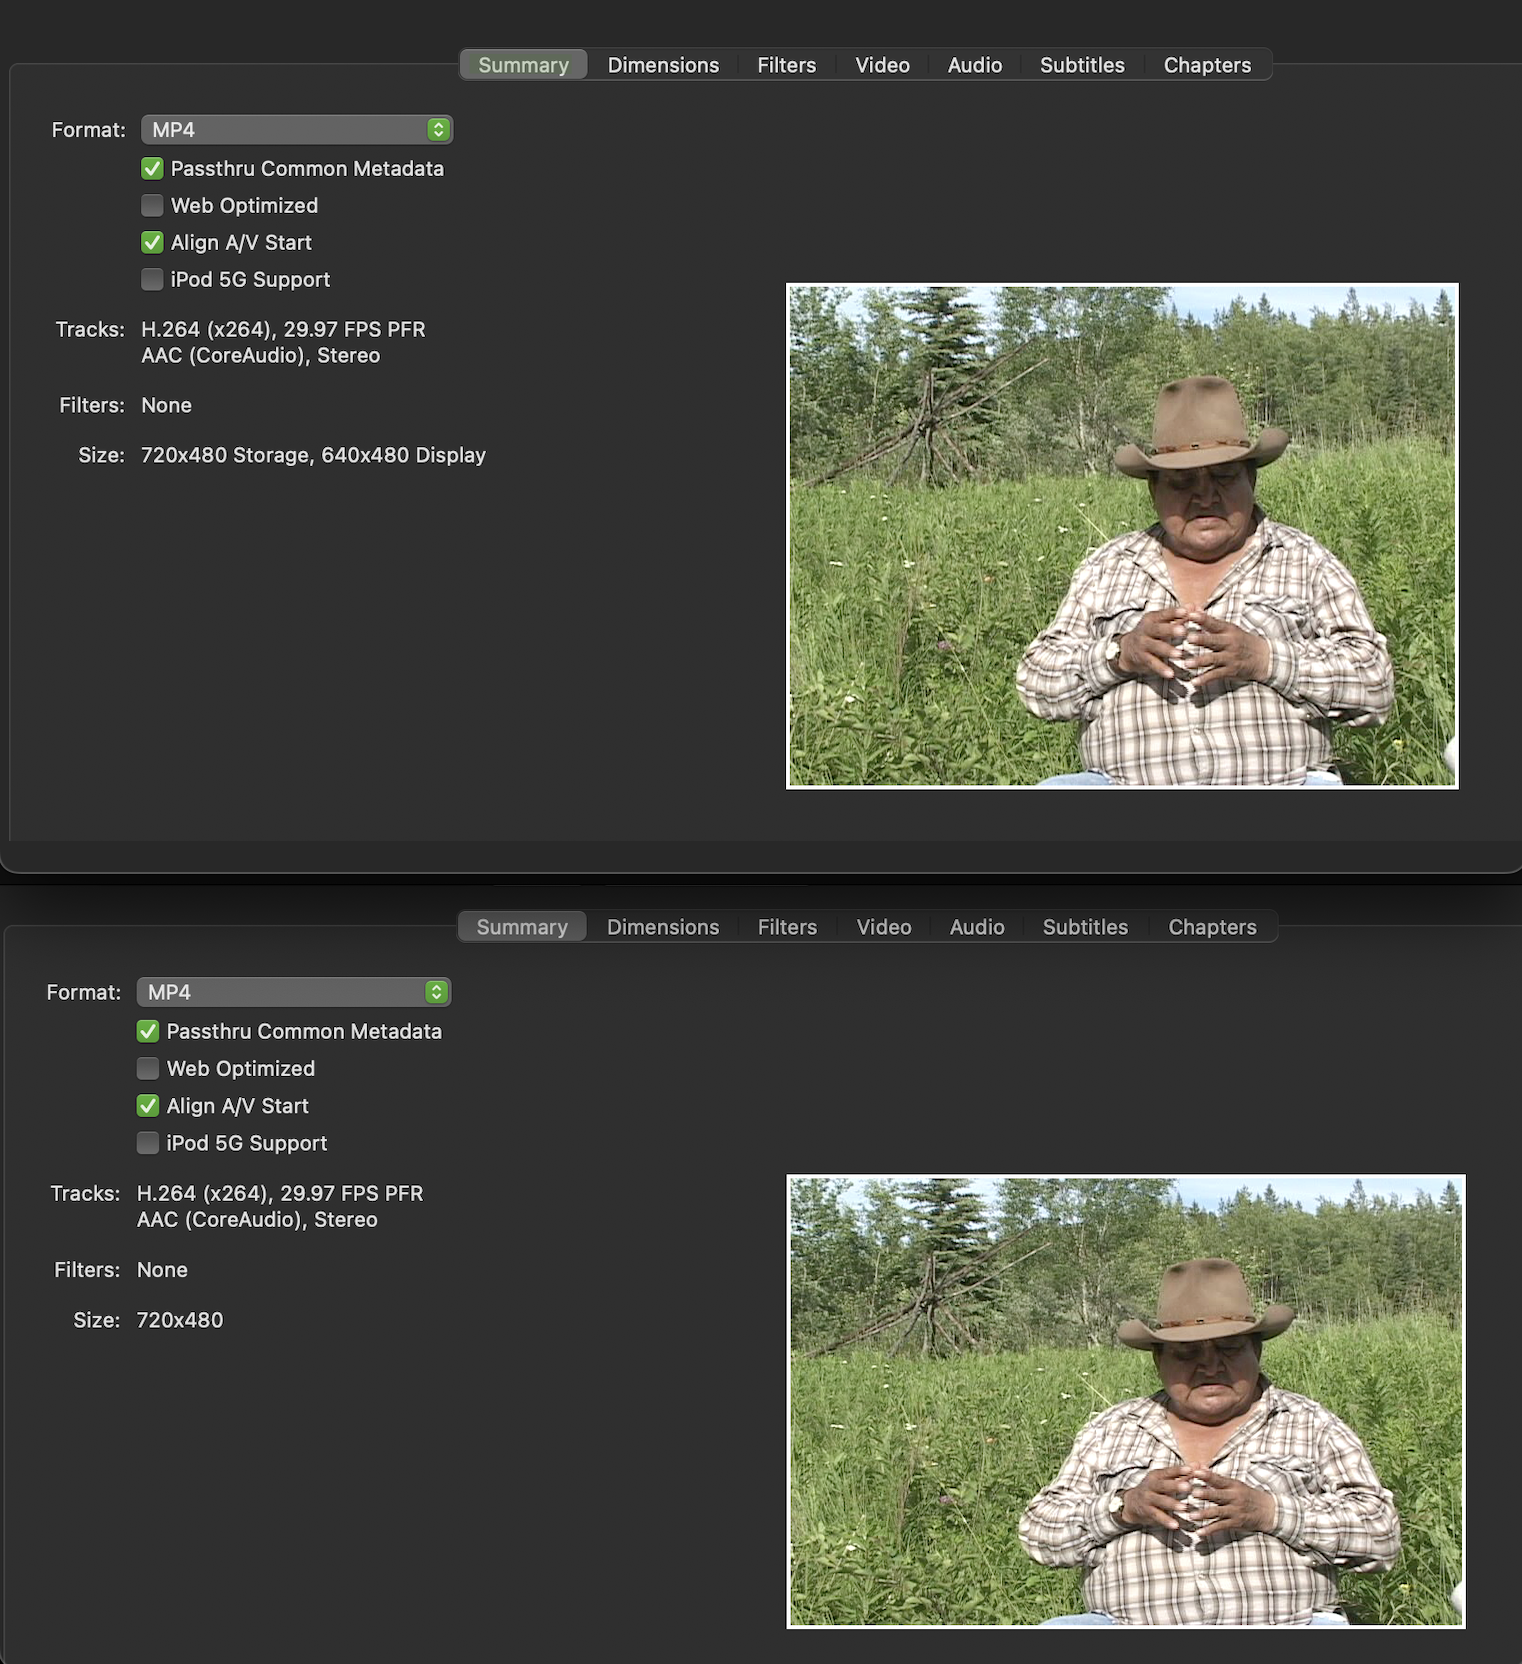 Summary Dimensions Filters Video Audio Subtitles Chapters
Format: MP4
Passthru Common Metadata
Web Optimized
Align A/V Start
iPod 5G Support
Tracks: H.264 (x264), 29.97 FPS PFR
AAC (CoreAudio), Stereo
Filters: None
Size: 720x480 Storage, 640x480 Display
Summary Dimensions Filters Video Audio Subtitles Chapters
Format: MP4
Passthru Common Metadata
Web Optimized
Align A/V Start
iPod 5G Support
Tracks: H.264 (x264), 29.97 FPS PFR
AAC (CoreAudio), Stereo
Filters: None
Size: 720x480